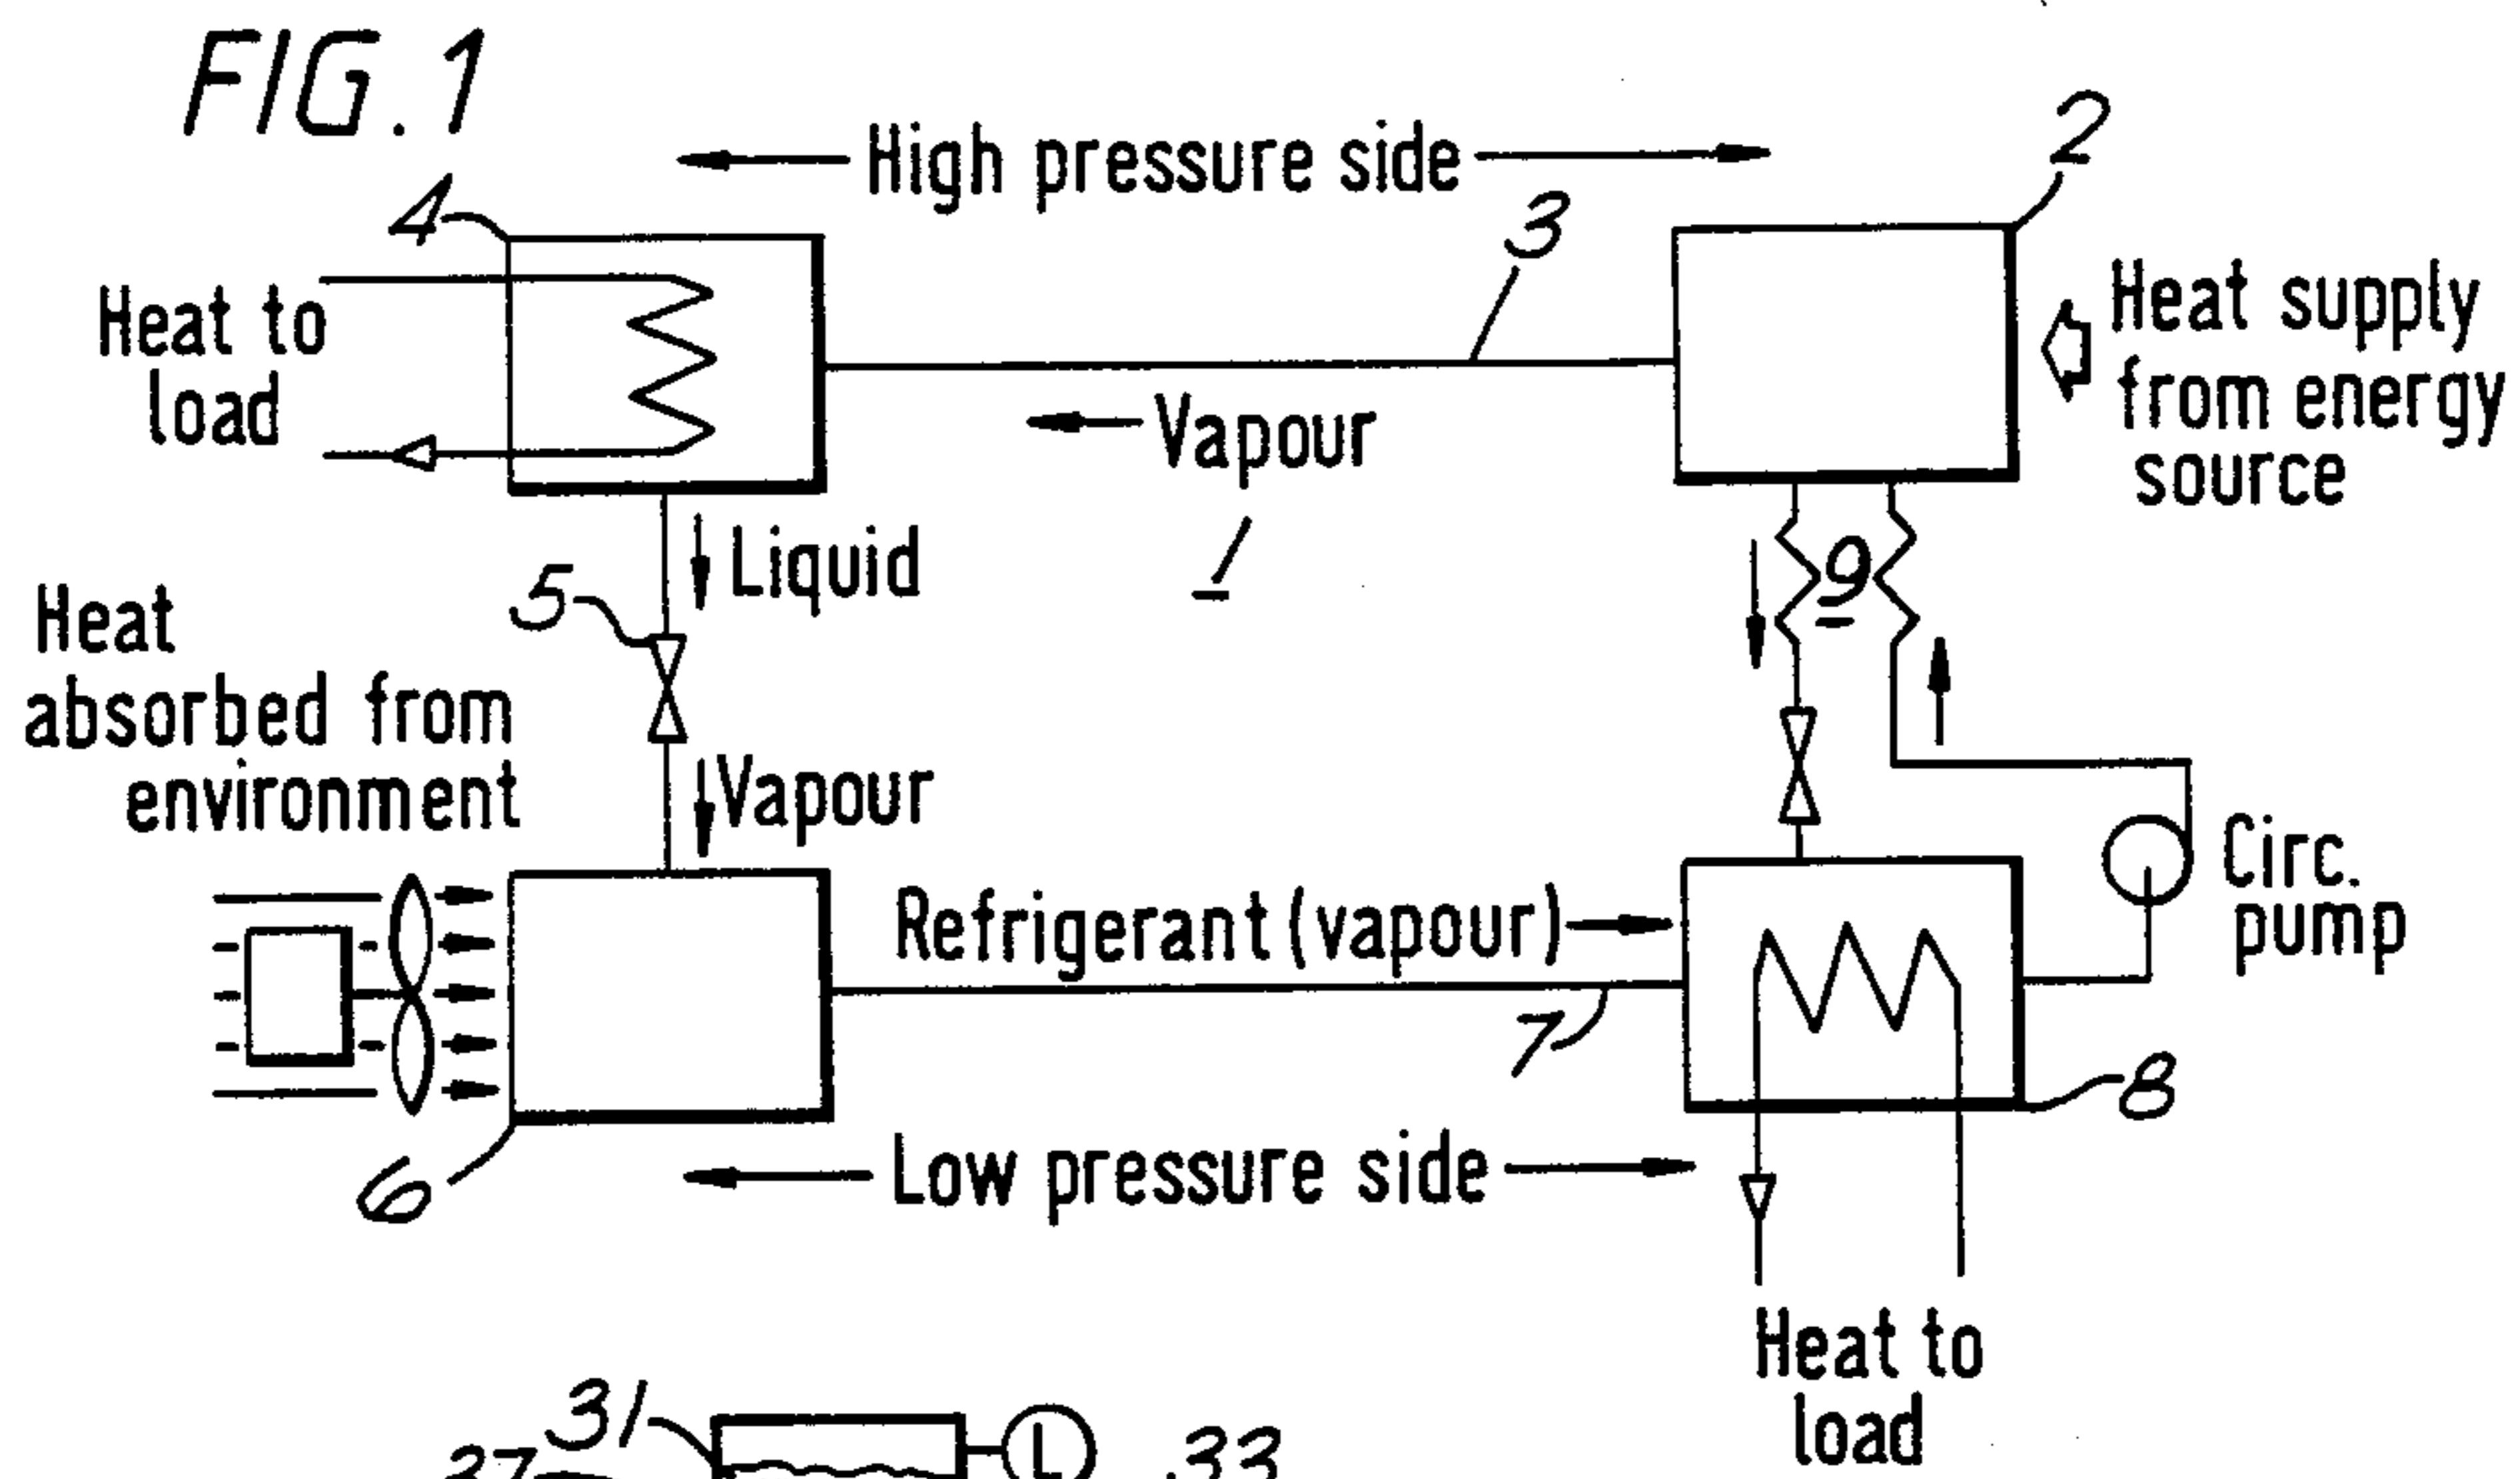 FIG. 1
High pressure side
2
3
4
Heat to
load
Heat supply
from energy
source
Vapour
1
Liquid
5
9
Heat
absorbed from
environment
Vapour
Circ.
pump
Refrigerant (vapour)
7
8
6
Low pressure side
Heat to
load
31
L
33
37